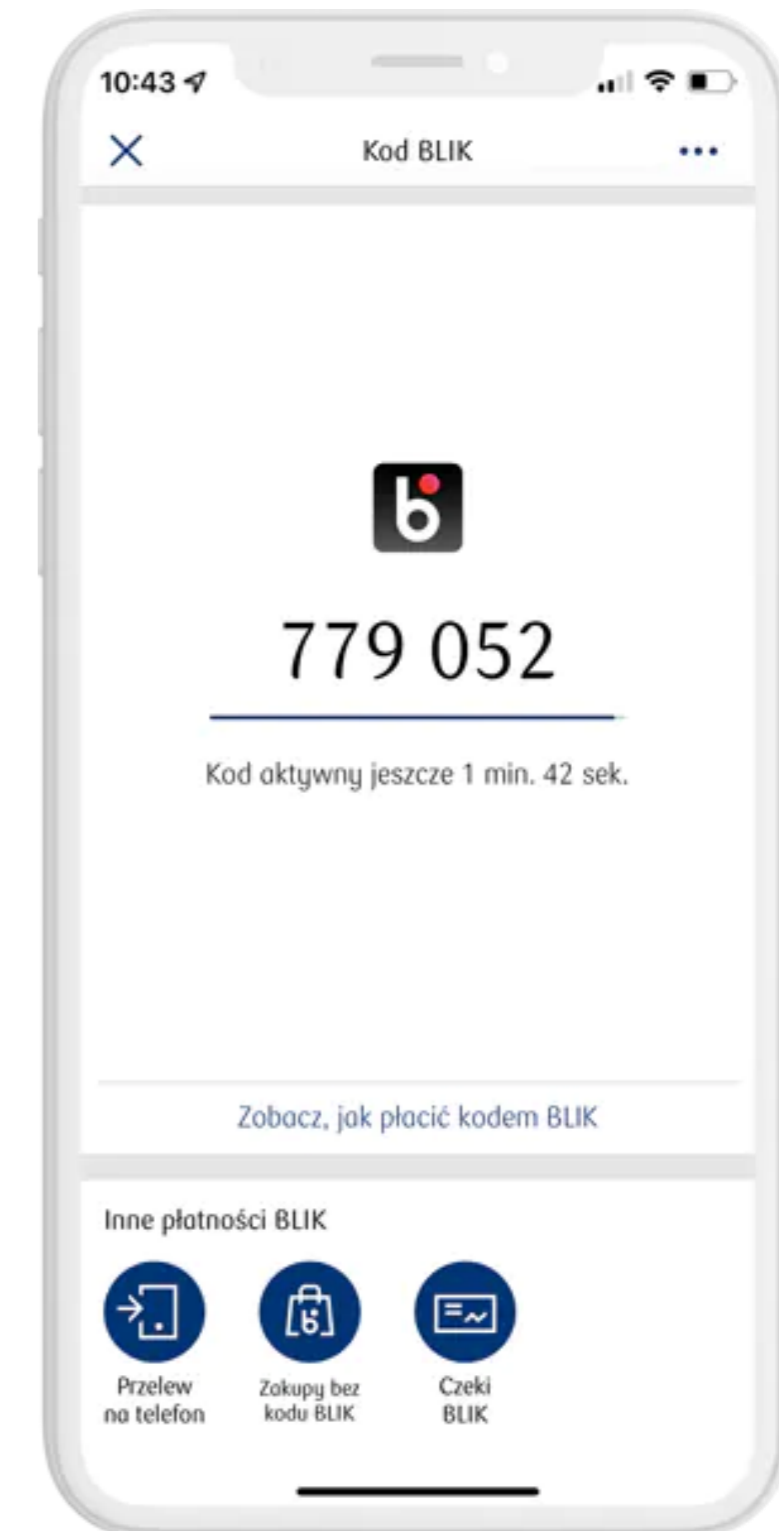 10:43
Kod BLIK
779 052
Kod aktywny jeszcze 1 min. 42 sek.
Zobacz, jak płacić kodem BLIK
Inne płatności BLIK
Przelew
na telefon
Zakupy bez
kodu BLIK
Czeki
BLIK